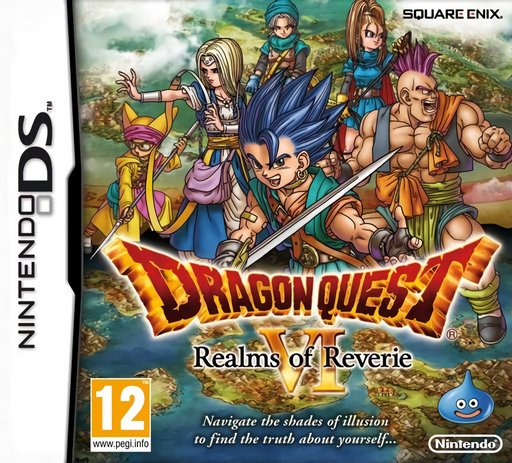 SQUARE ENIX.
NINTENDO DS™
DRAGON QUEST®
VI
Realms of Reverie
12
www.pegi.info
Navigate the shades of illusion
to find the truth about yourself...
Nintendo®